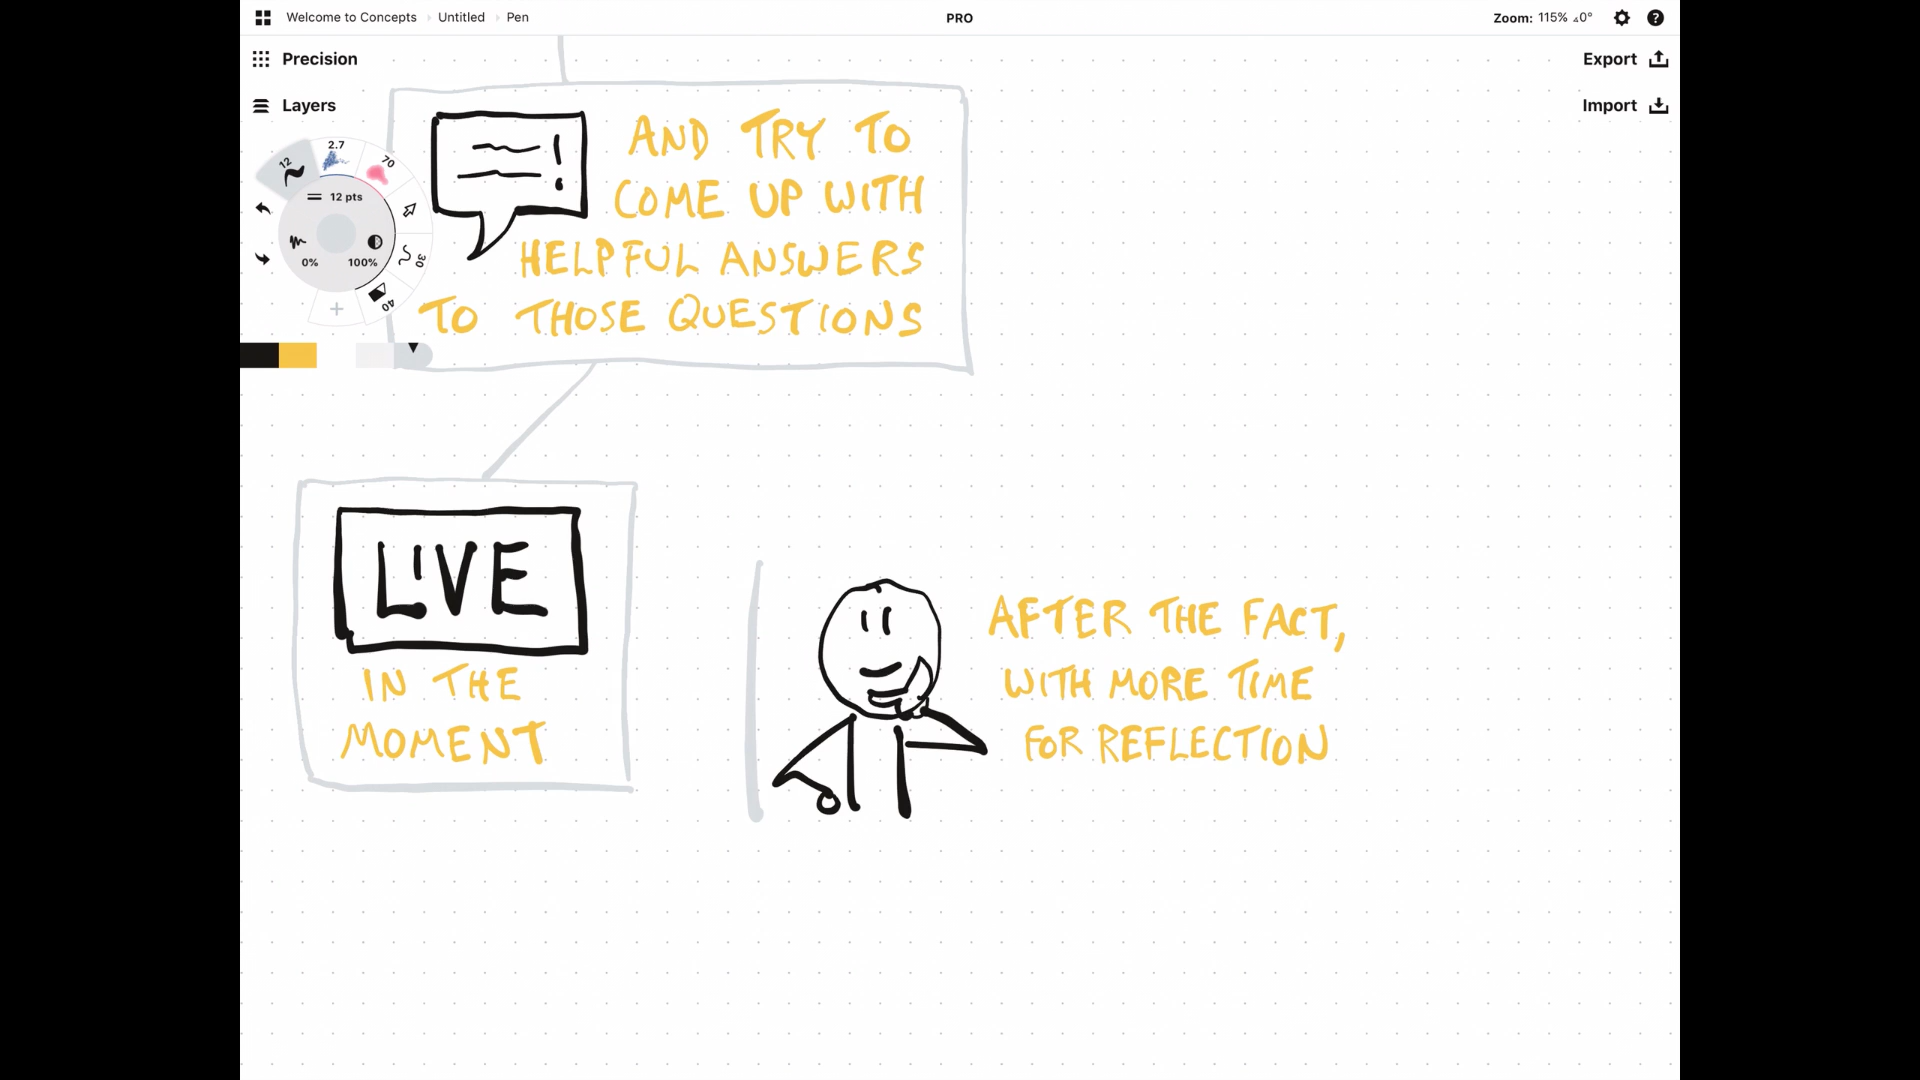 Welcome to Concepts › Untitled › Pen
PRO
Zoom: 115% ⊿0°
?
Precision
Export
Layers
Import
12
2.7
70
12 pts
30
0%
100%
40
+
!
AND TRY TO
COME UP WITH
HELPFUL ANSWERS
TO THOSE QUESTIONS
LIVE
IN THE
MOMENT
AFTER THE FACT,
WITH MORE TIME
FOR REFLECTION